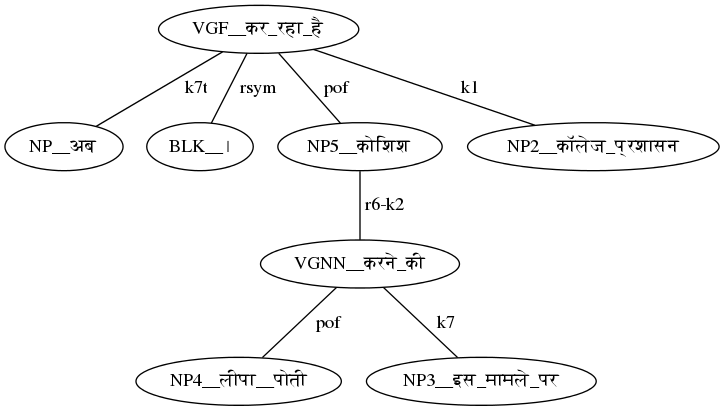 VGF__कर_रहा_है
k7t rsym pof k1
NP__अब BLK__। NP5__कोशिश NP2__कॉलेज_प्रशासन
r6-k2
VGNN__करने_की
pof k7
NP4__लीपा__पोती NP3__इस_मामले_पर